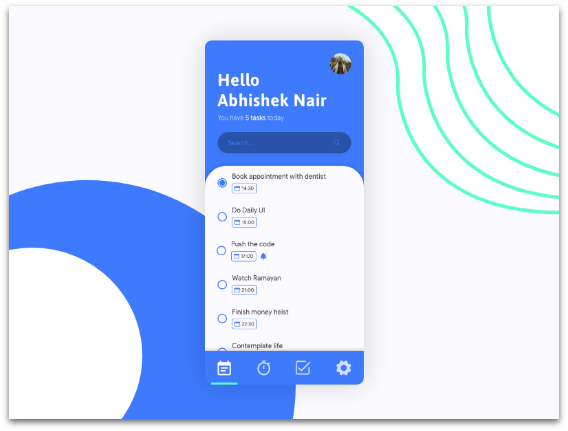 Hello
Abhishek Nair
You have 5 tasks today
Search...
Book appointment with dentist
14:30
Do Daily UI
15:00
Push the code
17:00
Watch Ramayan
21:00
Finish money heist
22:30
Contemplate life